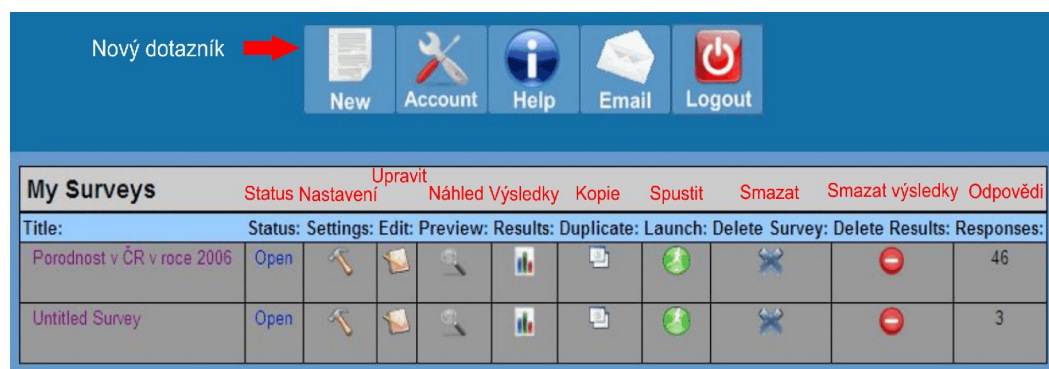 Nový dotazník
New Account Help Email Logout
My Surveys Status Nastavení Upravit Náhled Výsledky Kopie Spustit Smazat Smazat výsledky Odpovědi
Title: Status: Settings: Edit: Preview: Results: Duplicate: Launch: Delete Survey: Delete Results: Responses:
Porodnost v ČR v roce 2006 Open 46
Untitled Survey Open 3